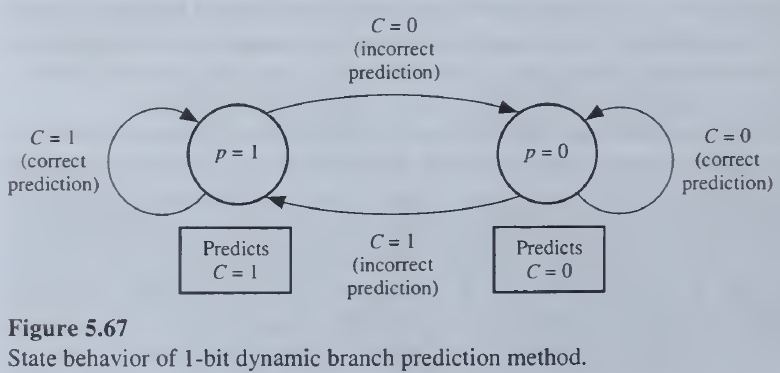 C = 0
(incorrect
prediction)
C = 1
(correct
prediction)
p = 1
p = 0
C = 0
(correct
prediction)
Predicts
C = 1
C = 1
(incorrect
prediction)
Predicts
C = 0
Figure 5.67
State behavior of 1-bit dynamic branch prediction method.